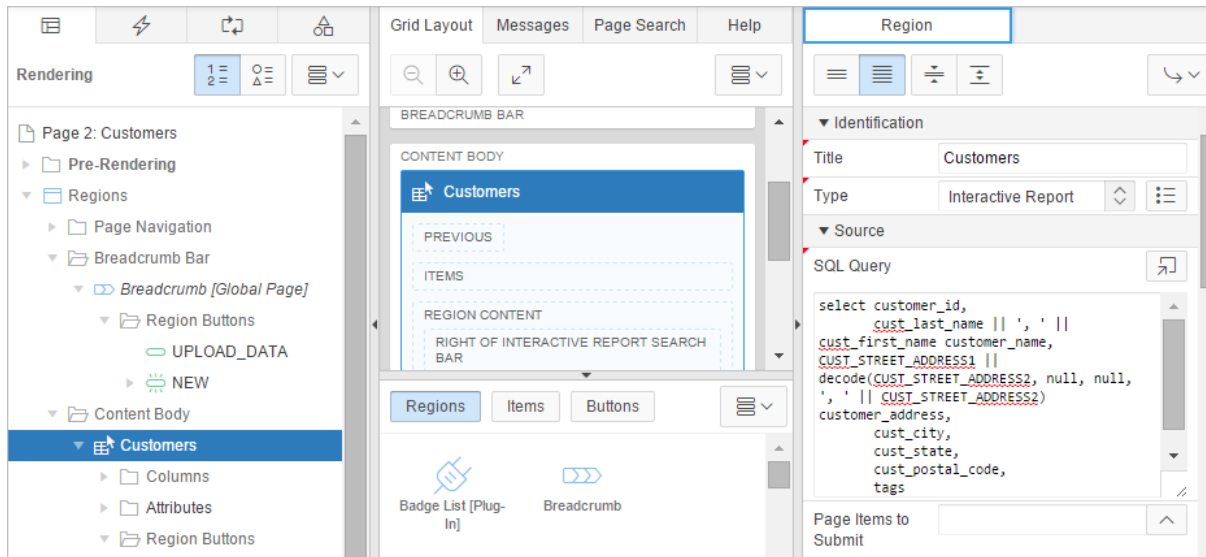 Rendering
Page 2: Customers
Pre-Rendering
Regions
Page Navigation
Breadcrumb Bar
Breadcrumb [Global Page]
Region Buttons
UPLOAD_DATA
NEW
Content Body
Customers
Columns
Attributes
Region Buttons
Grid Layout Messages Page Search Help
BREADCRUMB BAR
CONTENT BODY
Customers
PREVIOUS
ITEMS
REGION CONTENT
RIGHT OF INTERACTIVE REPORT SEARCH
BAR
Regions Items Buttons
Badge List [Plug-
In]
Breadcrumb
Region
Identification
Title Customers
Type Interactive Report
Source
SQL Query
select customer_id,
cust_last_name || ', ' ||
cust_first_name customer_name,
CUST_STREET_ADDRESS1 ||
decode(CUST_STREET_ADDRESS2, null, null,
', ' || CUST_STREET_ADDRESS2)
customer_address,
cust_city,
cust_state,
cust_postal_code,
tags
Page Items to
Submit